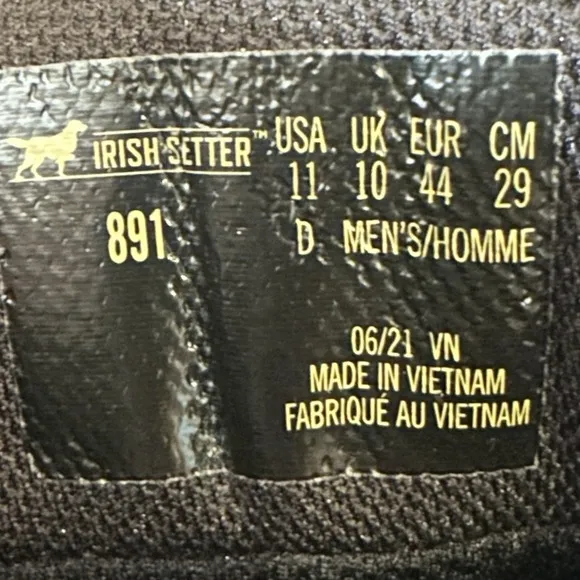 IRISH SETTER™ USA UK EUR CM
11 10 44 29
891 D MEN'S/HOMME
06/21 VN
MADE IN VIETNAM
FABRIQUÉ AU VIETNAM